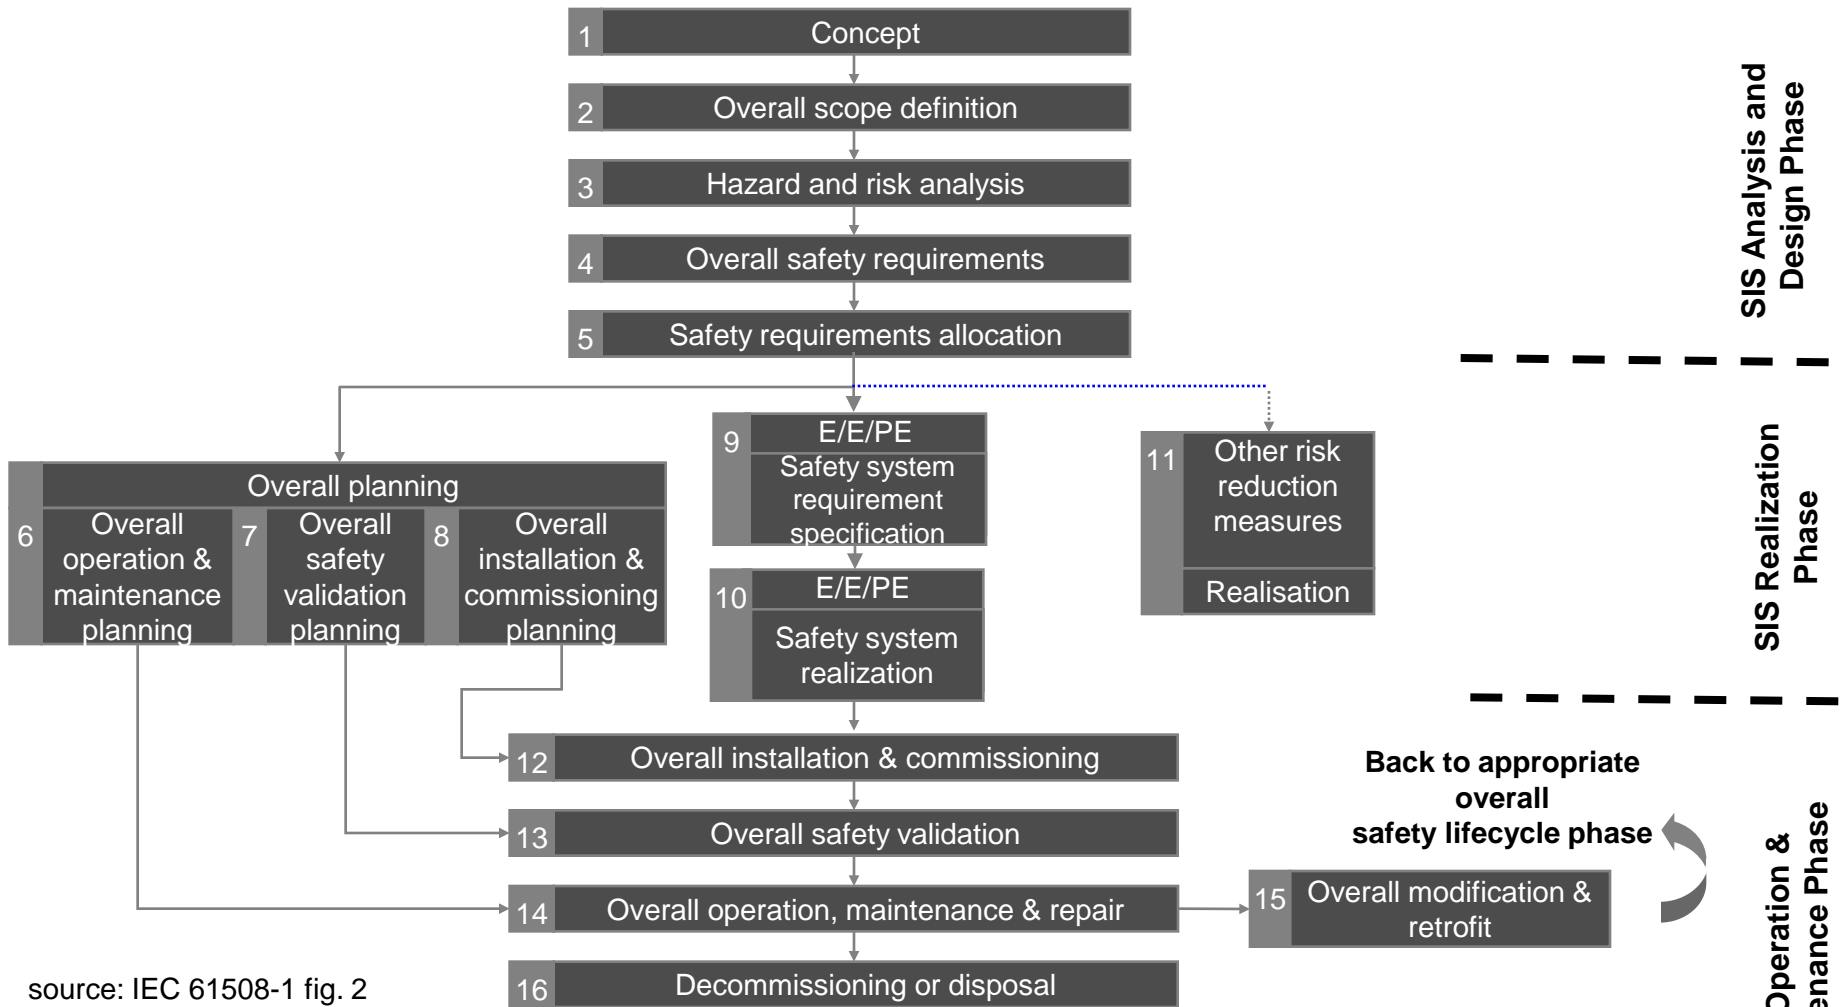 1 Concept
2 Overall scope definition
3 Hazard and risk analysis
4 Overall safety requirements
5 Safety requirements allocation
SIS Analysis and
Design Phase
Overall planning
6 Overall
operation &
maintenance
planning
7 Overall
safety
validation
planning
8 Overall
installation &
commissioning
planning
9 E/E/PE
Safety system
requirement
specification
10 E/E/PE
Safety system
realization
11 Other risk
reduction
measures
Realisation
SIS Realization
Phase
12 Overall installation & commissioning
13 Overall safety validation
14 Overall operation, maintenance & repair
15 Overall modification &
retrofit
Back to appropriate
overall
safety lifecycle phase
16 Decommissioning or disposal
Operation &
Phase
source: IEC 61508-1 fig. 2